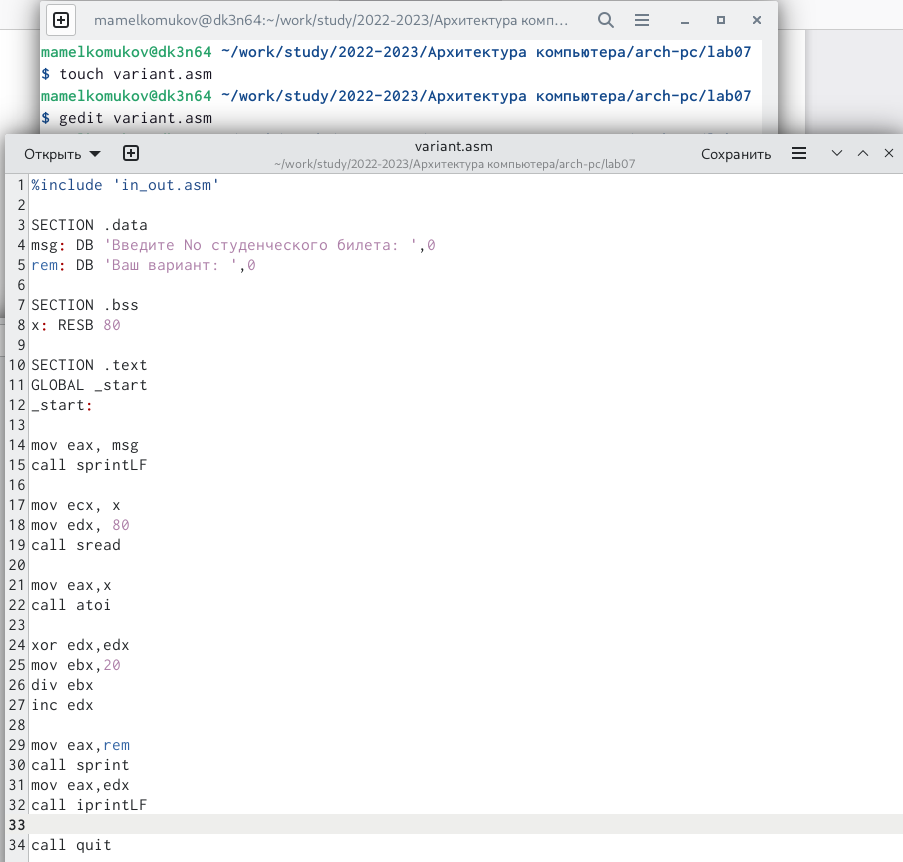 mamelkomukov@dk3n64:~/work/study/2022-2023/Архитектура комп…
mamelkomukov@dk3n64 ~/work/study/2022-2023/Архитектура компьютера/arch-pc/lab07
$ touch variant.asm
mamelkomukov@dk3n64 ~/work/study/2022-2023/Архитектура компьютера/arch-pc/lab07
$ gedit variant.asm
Открыть
variant.asm
~/work/study/2022-2023/Архитектура компьютера/arch-pc/lab07
Сохранить
1 %include 'in_out.asm'
2
3 SECTION .data
4 msg: DB 'Введите No студенческого билета: ',0
5 rem: DB 'Ваш вариант: ',0
6
7 SECTION .bss
8 x: RESB 80
9
10 SECTION .text
11 GLOBAL _start
12 _start:
13
14 mov eax, msg
15 call sprintLF
16
17 mov ecx, x
18 mov edx, 80
19 call sread
20
21 mov eax,x
22 call atoi
23
24 xor edx,edx
25 mov ebx,20
26 div ebx
27 inc edx
28
29 mov eax,rem
30 call sprint
31 mov eax,edx
32 call iprintLF
33
34 call quit